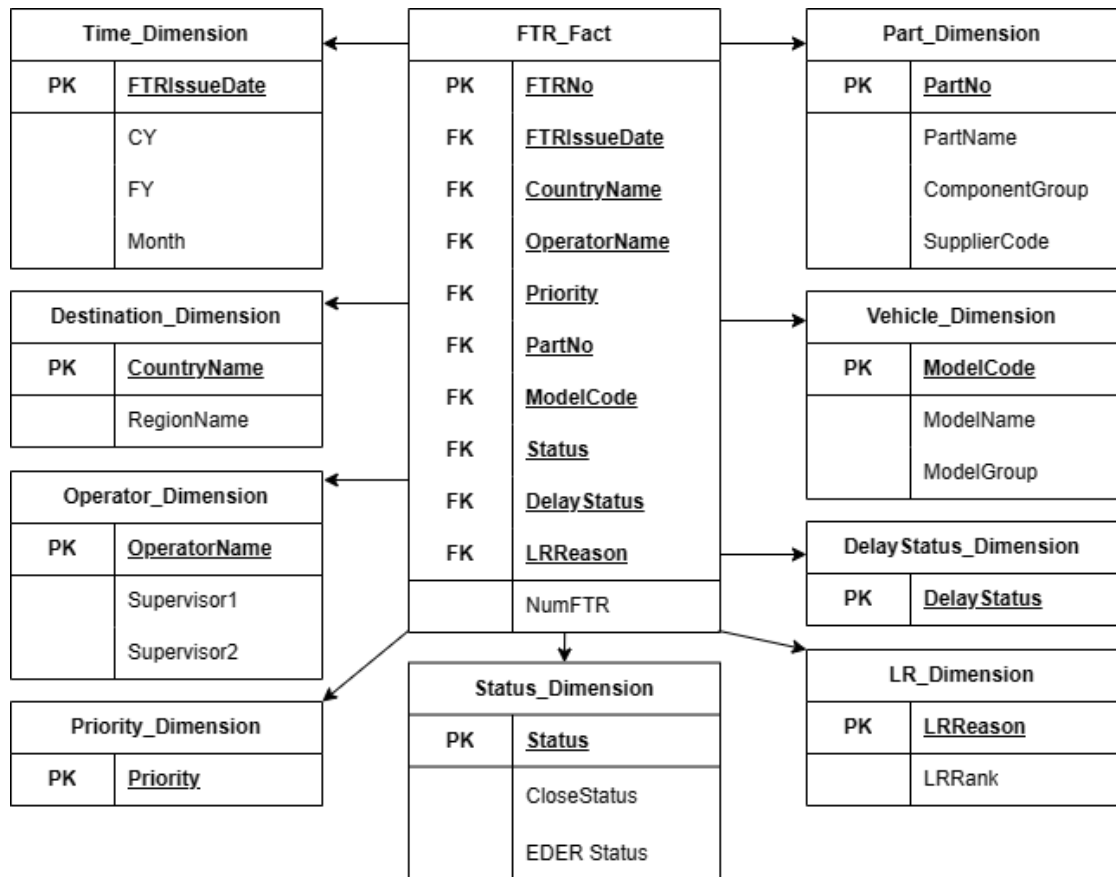 Time_Dimension
PK FTRIssueDate
CY
FY
Month
Destination_Dimension
PK CountryName
RegionName
Operator_Dimension
PK OperatorName
Supervisor1
Supervisor2
Priority_Dimension
PK Priority
FTR_Fact
PK FTRNo
FK FTRIssueDate
FK CountryName
FK OperatorName
FK Priority
FK PartNo
FK ModelCode
FK Status
FK DelayStatus
FK LRReason
NumFTR
Status_Dimension
PK Status
CloseStatus
EDER Status
Part_Dimension
PK PartNo
PartName
ComponentGroup
SupplierCode
Vehicle_Dimension
PK ModelCode
ModelName
ModelGroup
DelayStatus_Dimension
PK DelayStatus
LR_Dimension
PK LRReason
LRRank